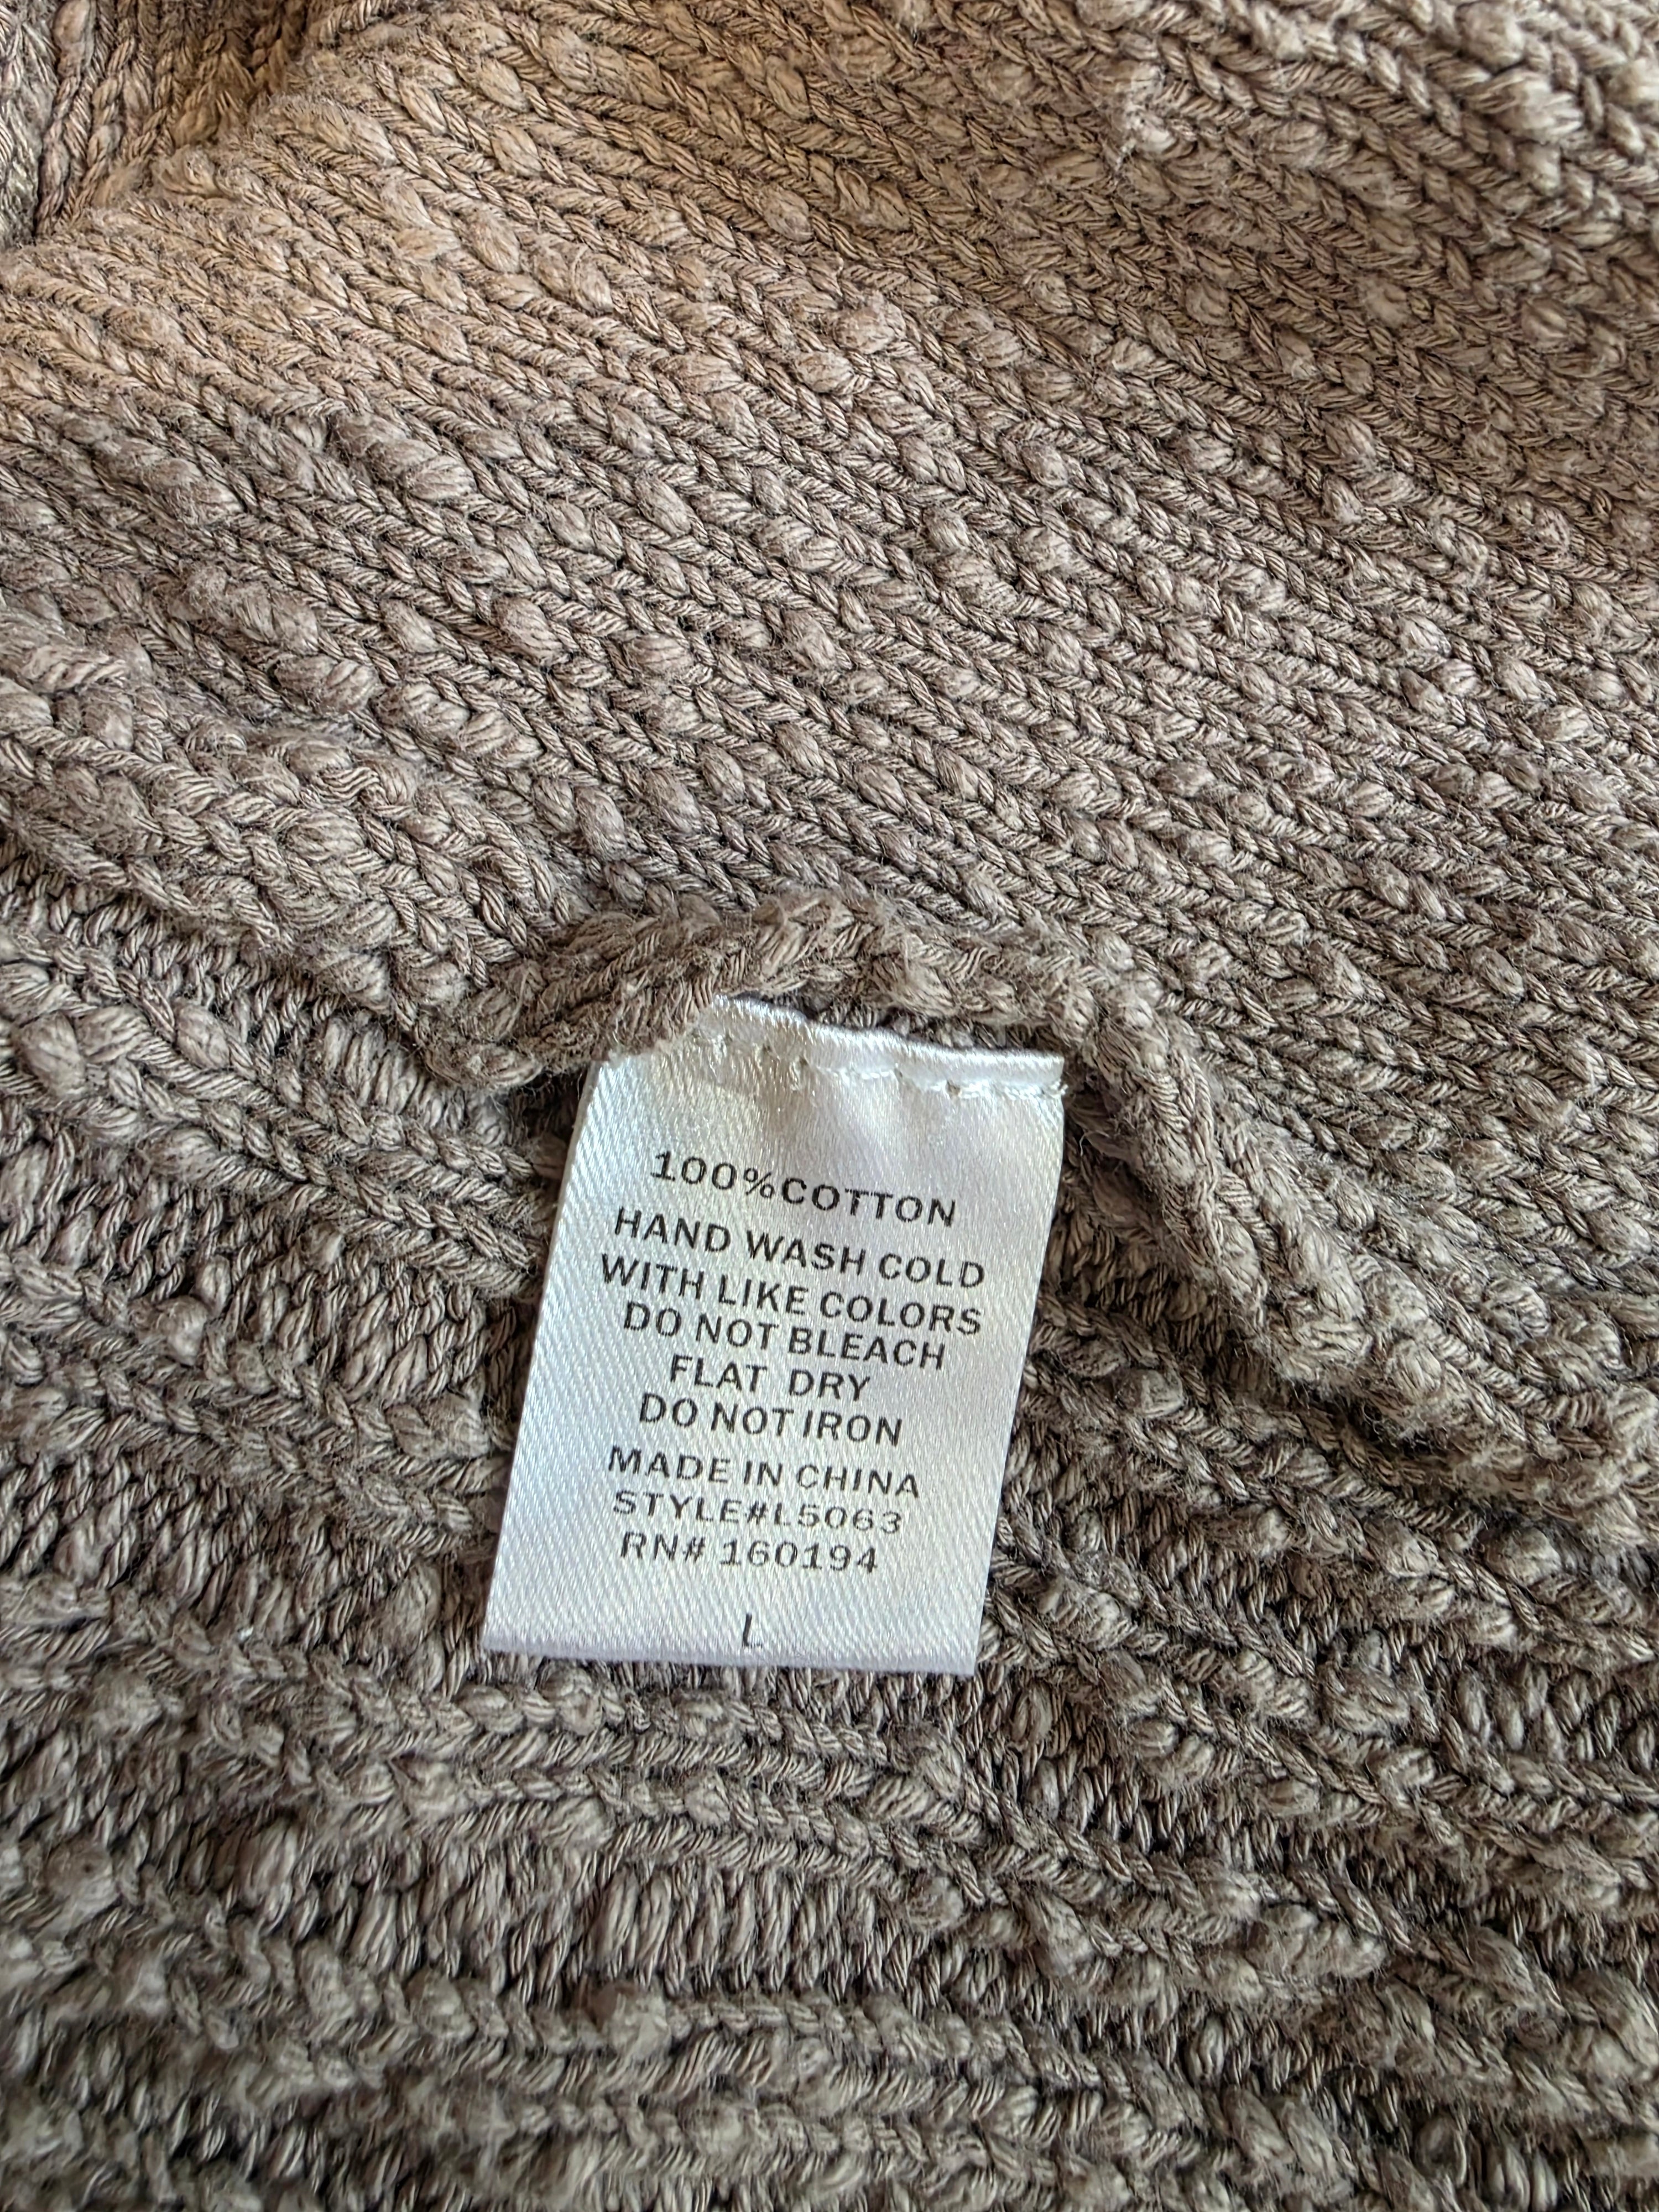 100%COTTON
HAND WASH COLD
WITH LIKE COLORS
DO NOT BLEACH
FLAT DRY
DO NOT IRON
MADE IN CHINA
STYLE#L5063
RN# 160194
L